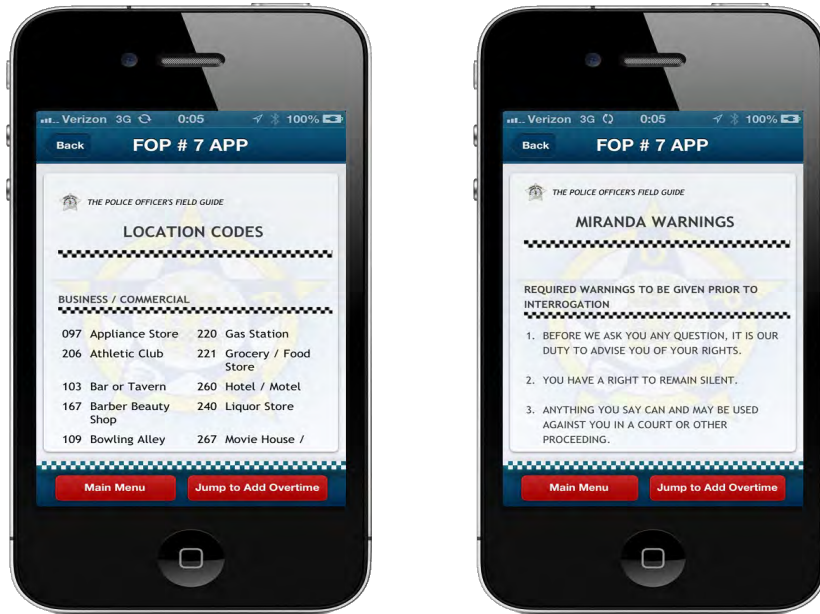 Verizon 3G 0:05 100%
Back FOP # 7 APP
THE POLICE OFFICER'S FIELD GUIDE
LOCATION CODES
BUSINESS / COMMERCIAL
097 Appliance Store 220 Gas Station
206 Athletic Club 221 Grocery / Food
Store
103 Bar or Tavern 260 Hotel / Motel
167 Barber Beauty 240 Liquor Store
Shop
109 Bowling Alley 267 Movie House /
Main Menu Jump to Add Overtime
Verizon 3G 0:05 100%
Back FOP # 7 APP
THE POLICE OFFICER'S FIELD GUIDE
MIRANDA WARNINGS
REQUIRED WARNINGS TO BE GIVEN PRIOR TO
INTERROGATION
1. BEFORE WE ASK YOU ANY QUESTION, IT IS OUR
DUTY TO ADVISE YOU OF YOUR RIGHTS.
2. YOU HAVE A RIGHT TO REMAIN SILENT.
3. ANYTHING YOU SAY CAN AND MAY BE USED
AGAINST YOU IN A COURT OR OTHER
PROCEEDING.
Main Menu Jump to Add Overtime